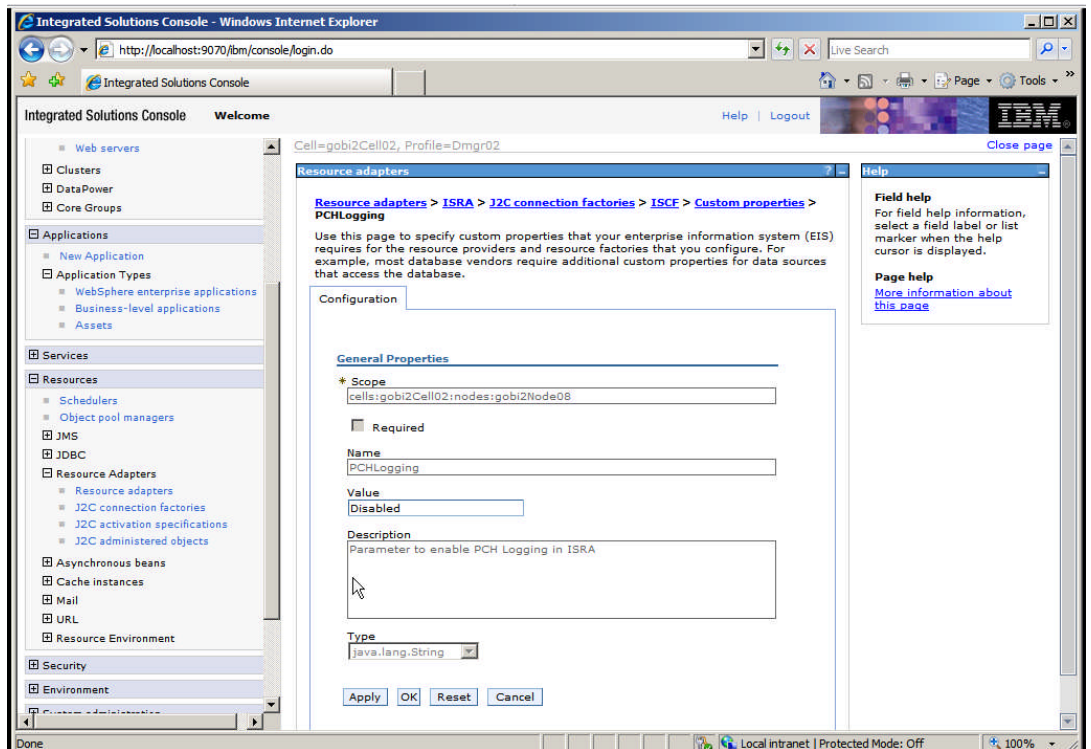 Integrated Solutions Console - Windows Internet Explorer
http://localhost:9070/ibm/console/login.do
Live Search
Integrated Solutions Console
Page
Tools
Integrated Solutions Console Welcome
Help | Logout
IBM
Web servers
Clusters
DataPower
Core Groups
Applications
New Application
Application Types
WebSphere enterprise applications
Business-level applications
Assets
Services
Resources
Schedulers
Object pool managers
JMS
JDBC
Resource Adapters
Resource adapters
J2C connection factories
J2C activation specifications
J2C administered objects
Asynchronous beans
Cache instances
Mail
URL
Resource Environment
Security
Environment
Custom administration
Cell=gobi2Cell02, Profile=Dmgr02
Close page
Resource adapters
? -
Resource adapters > ISRA > J2C connection factories > ISCF > Custom properties >
PCHLogging
Use this page to specify custom properties that your enterprise information system (EIS)
requires for the resource providers and resource factories that you configure. For
example, most database vendors require additional custom properties for data sources
that access the database.
Configuration
General Properties
* Scope
cells:gobi2Cell02:nodes:gobi2Node08
Required
Name
PCHLogging
Value
Disabled
Description
Parameter to enable PCH Logging in ISRA
Type
java.lang.String
Apply OK Reset Cancel
Help
Field help
For field help information,
select a field label or list
marker when the help
cursor is displayed.
Page help
More information about
this page
Done
Local intranet | Protected Mode: Off
100%